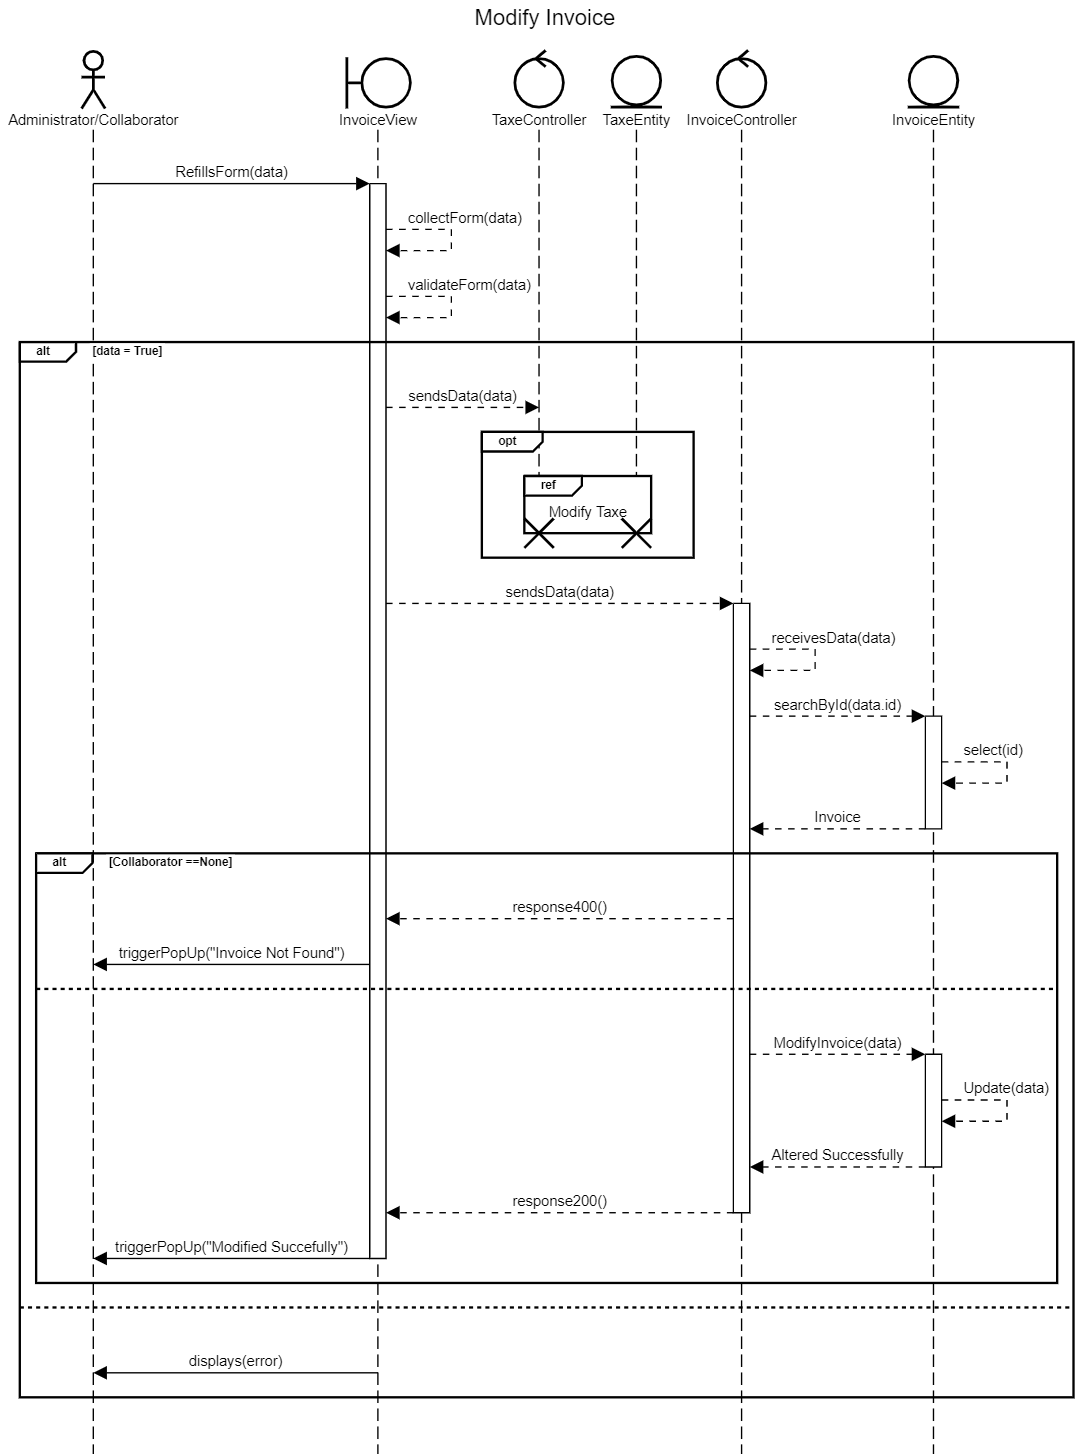 Modify Invoice
Administrator/Collaborator
InvoiceView
TaxeController
TaxeEntity
InvoiceController
InvoiceEntity
RefillsForm(data)
collectForm(data)
validateForm(data)
alt
[data = True]
sendsData(data)
opt
ref
Modify Taxe
sendsData(data)
receivesData(data)
searchById(data.id)
select(id)
Invoice
alt
[Collaborator ==None]
response400()
triggerPopUp("Invoice Not Found")
ModifyInvoice(data)
Update(data)
Altered Successfully
response200()
triggerPopUp("Modified Succefully")
displays(error)